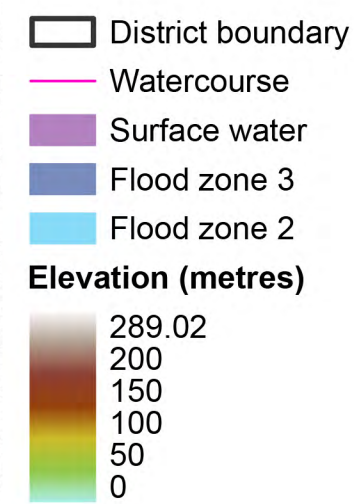 District boundary
Watercourse
Surface water
Flood zone 3
Flood zone 2
Elevation (metres)
289.02
200
150
100
50
0